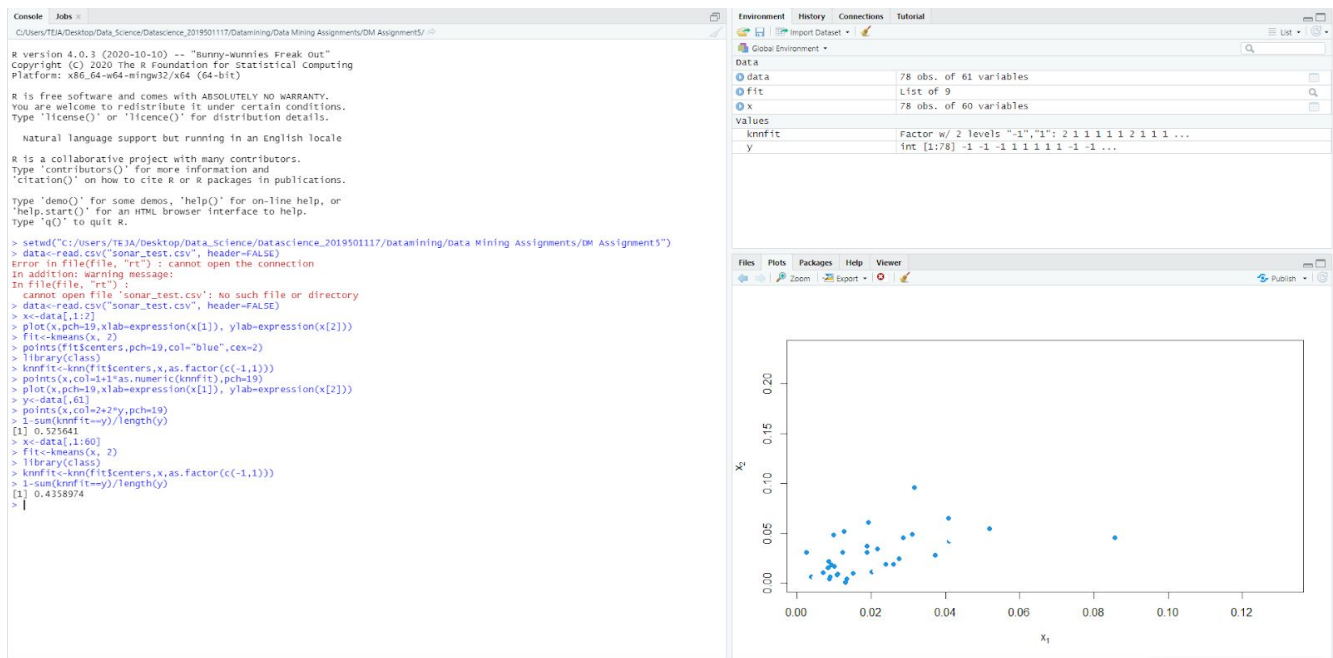 Console Jobs ×
C:/Users/TEJA/Desktop/Data_Science/Datascience_2019501117/Datamining/Data Mining Assignments/DM Assignment5/
R version 4.0.3 (2020-10-10) -- "Bunny-Wunnies Freak Out"
Copyright (C) 2020 The R Foundation for Statistical Computing
Platform: x86_64-w64-mingw32/x64 (64-bit)
R is free software and comes with ABSOLUTELY NO WARRANTY.
You are welcome to redistribute it under certain conditions.
Type 'license()' or 'licence()' for distribution details.
Natural language support but running in an English locale
R is a collaborative project with many contributors.
Type 'contributors()' for more information and
'citation()' on how to cite R or R packages in publications.
Type 'demo()' for some demos, 'help()' for on-line help, or
'help.start()' for an HTML browser interface to help.
Type 'q()' to quit R.
> setwd("C:/Users/TEJA/Desktop/Data_Science/Datascience_2019501117/Datamining/Data Mining Assignments/DM Assignment5")
> data<-read.csv("sonar_test.csv", header=FALSE)
Error in file(file, "rt") : cannot open the connection
In addition: Warning message:
In file(file, "rt") :
cannot open file 'sonar_test.csv': No such file or directory
> data<-read.csv("sonar_test.csv", header=FALSE)
> x<-data[,1:2]
> plot(x,pch=19,xlab=expression(x[1]), ylab=expression(x[2]))
> fit<-kmeans(x, 2)
> points(fit$centers,pch=19,col="blue",cex=2)
> library(class)
> knnfit<-knn(fit$centers,x,as.factor(c(-1,1)))
> points(x,col=1+1*as.numeric(knnfit),pch=19)
> plot(x,pch=19,xlab=expression(x[1]), ylab=expression(x[2]))
> y<-data[,61]
> points(x,col=2+2*y,pch=19)
> 1-sum(knnfit==y)/length(y)
[1] 0.525641
> x<-data[,1:60]
> fit<-kmeans(x, 2)
> library(class)
> knnfit<-knn(fit$centers,x,as.factor(c(-1,1)))
> 1-sum(knnfit==y)/length(y)
[1] 0.4358974
>
Environment History Connections Tutorial
Import Dataset List
Global Environment
Data
data 78 obs. of 61 variables
fit List of 9
x 78 obs. of 60 variables
Values
knnfit Factor w/ 2 levels "-1","1": 2 1 1 1 1 1 2 1 1 1 ...
y int [1:78] -1 -1 -1 1 1 1 1 1 -1 -1 ...
Files Plots Packages Help Viewer
Zoom Export Publish
0.20
0.15
0.10
0.05
0.00
x2
0.00 0.02 0.04 0.06 0.08 0.10 0.12
x1